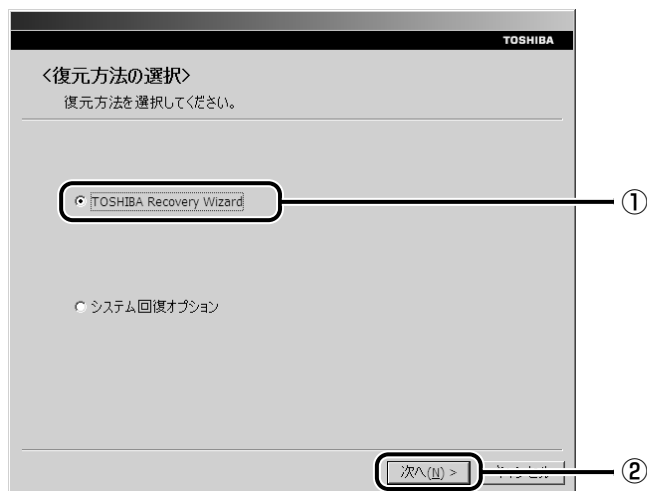 TOSHIBA
<復元方法の選択>
復元方法を選択してください。
TOSHIBA Recovery Wizard
①
システム回復オプション
次へ(N) >
②